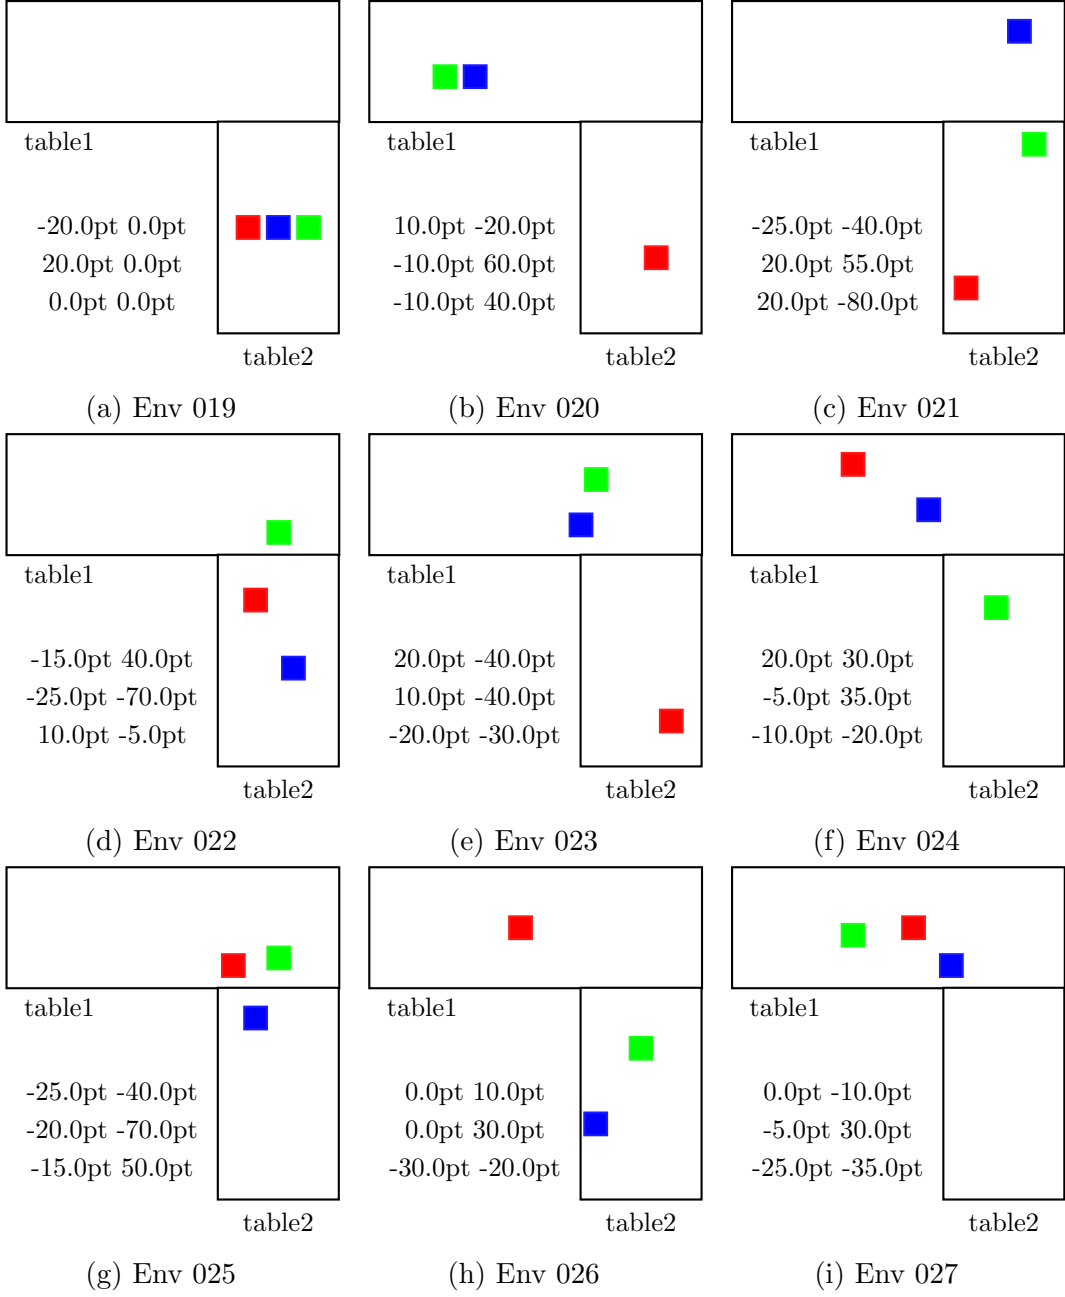 table1
-20.0pt 0.0pt
20.0pt 0.0pt
0.0pt 0.0pt
table2
(a) Env 019
table1
10.0pt -20.0pt
-10.0pt 60.0pt
-10.0pt 40.0pt
table2
(b) Env 020
table1
-25.0pt -40.0pt
20.0pt 55.0pt
20.0pt -80.0pt
table2
(c) Env 021
table1
-15.0pt 40.0pt
-25.0pt -70.0pt
10.0pt -5.0pt
table2
(d) Env 022
table1
20.0pt -40.0pt
10.0pt -40.0pt
-20.0pt -30.0pt
table2
(e) Env 023
table1
20.0pt 30.0pt
-5.0pt 35.0pt
-10.0pt -20.0pt
table2
(f) Env 024
table1
-25.0pt -40.0pt
-20.0pt -70.0pt
-15.0pt 50.0pt
table2
(g) Env 025
table1
0.0pt 10.0pt
0.0pt 30.0pt
-30.0pt -20.0pt
table2
(h) Env 026
table1
0.0pt -10.0pt
-5.0pt 30.0pt
-25.0pt -35.0pt
table2
(i) Env 027